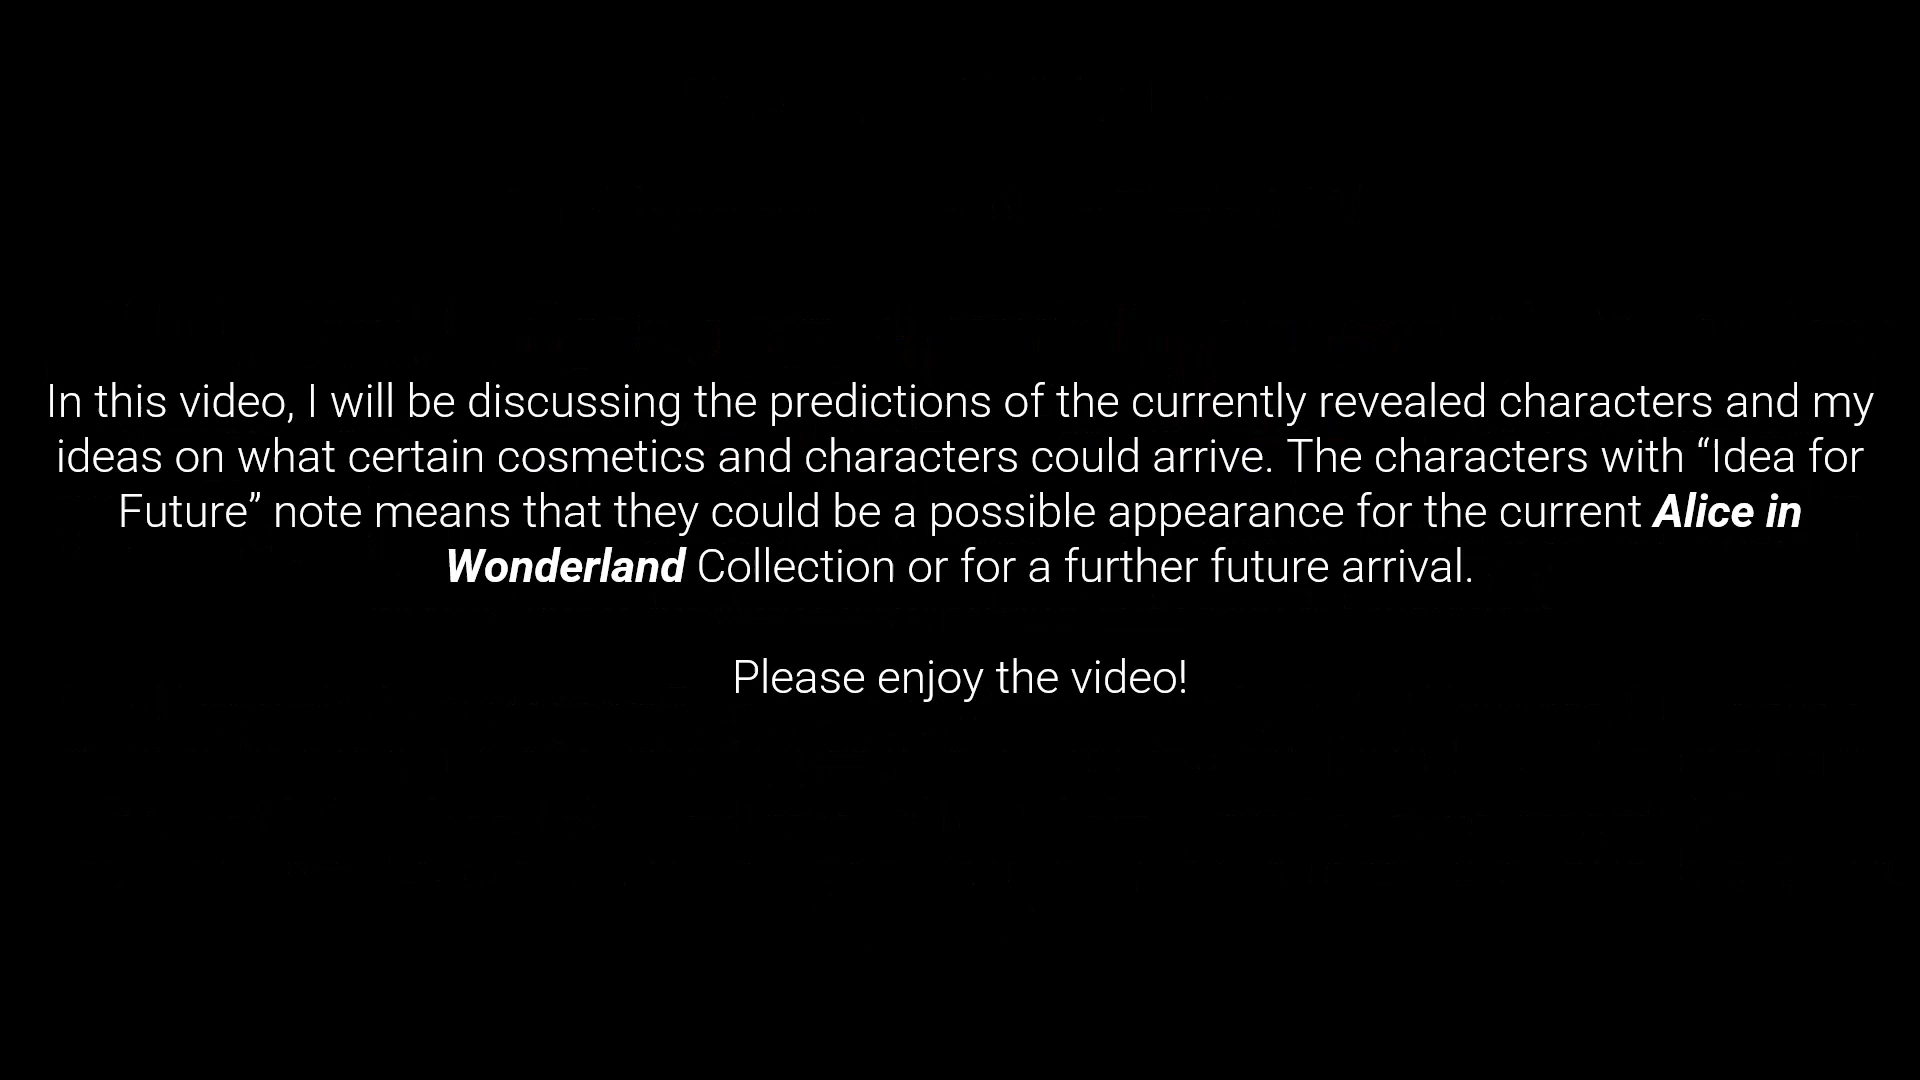 In this video, I will be discussing the predictions of the currently revealed characters and my
ideas on what certain cosmetics and characters could arrive. The characters with “Idea for
Future” note means that they could be a possible appearance for the current Alice in
Wonderland Collection or for a further future arrival.
Please enjoy the video!